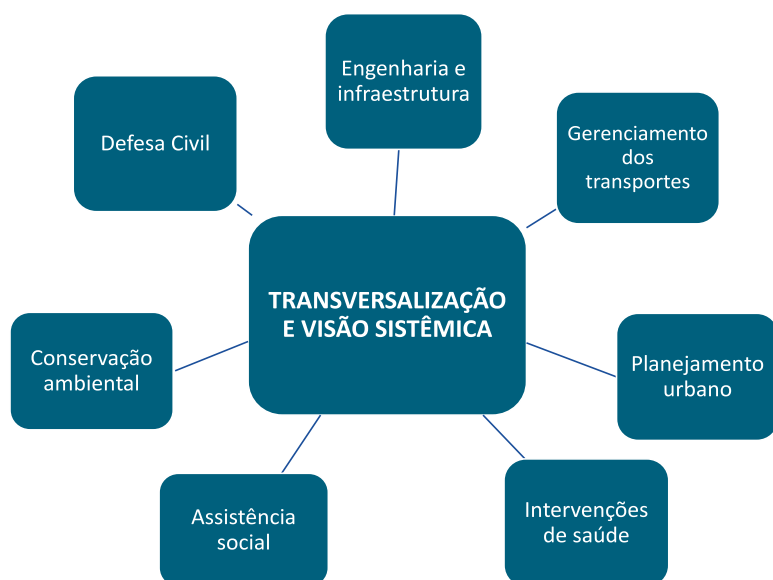 Engenharia e
infraestrutura
Defesa Civil
Gerenciamento
dos
transportes
TRANSVERSALIZAÇÃO
E VISÃO SISTÊMICA
Conservação
ambiental
Planejamento
urbano
Assistência
social
Intervenções
de saúde